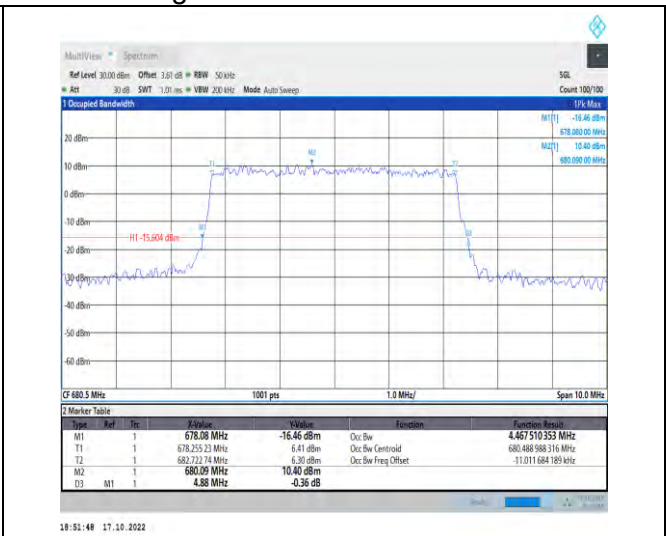 MultiView Spectrum
Ref Level 30.00 dBm Offset 3.61 dB RBW 50 kHz SGL
Att 30 dB SWT 1.01 ms VBW 200 kHz Mode Auto Sweep Count 100/100
1 Occupied Bandwidth 1Pk Max
M1[1] -16.46 dBm
678.080 00 MHz
M2[1] 10.40 dBm
680.090 00 MHz
20 dBm
M2
10 dBm
T1 T2
0 dBm
-10 dBm
M1
H1 -15.604 dBm
-20 dBm
-30 dBm
-40 dBm
-50 dBm
-60 dBm
CF 680.5 MHz 1001 pts 1.0 MHz/ Span 10.0 MHz
2 Marker Table
Type Ref Trc X-Value Y-Value Function Function Result
M1 1 678.08 MHz -16.46 dBm Occ Bw 4.467 510 353 MHz
T1 1 678.255 23 MHz 6.41 dBm Occ Bw Centroid 680.488 988 316 MHz
T2 1 682.722 74 MHz 6.30 dBm Occ Bw Freq Offset -11.011 684 189 kHz
M2 1 680.09 MHz 10.40 dBm
D3 M1 1 4.88 MHz -0.36 dB
18:51:48 17.10.2022